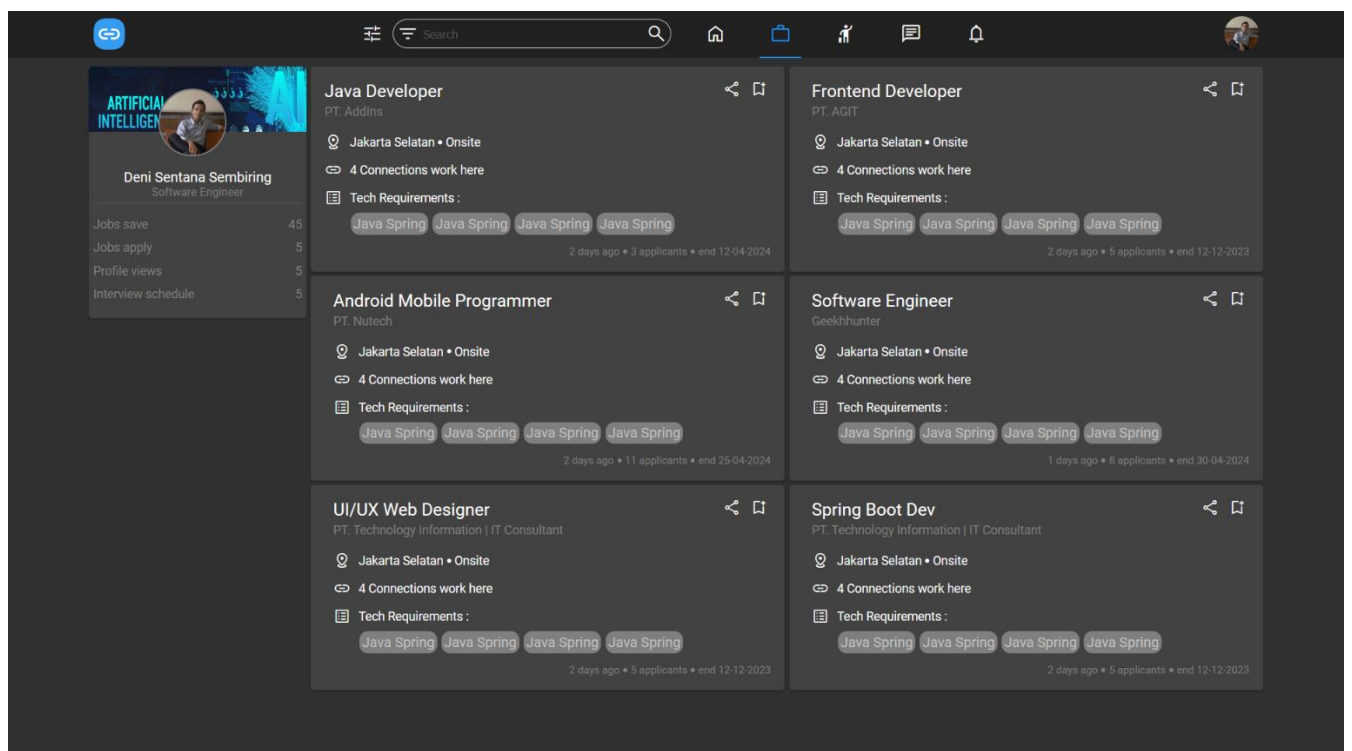 Search
ARTIFICIAL
INTELLIGEN
AI
Deni Sentana Sembiring
Software Engineer
Jobs save 45
Jobs apply 5
Profile views 5
Interview schedule 5
Java Developer
PT. AddIns
Jakarta Selatan • Onsite
4 Connections work here
Tech Requirements :
Java Spring Java Spring Java Spring Java Spring
2 days ago • 3 applicants • end 12-04-2024
Frontend Developer
PT. AGIT
Jakarta Selatan • Onsite
4 Connections work here
Tech Requirements :
Java Spring Java Spring Java Spring Java Spring
2 days ago • 5 applicants • end 12-12-2023
Android Mobile Programmer
PT. Nutech
Jakarta Selatan • Onsite
4 Connections work here
Tech Requirements :
Java Spring Java Spring Java Spring Java Spring
2 days ago • 11 applicants • end 25-04-2024
Software Engineer
Geekhhunter
Jakarta Selatan • Onsite
4 Connections work here
Tech Requirements :
Java Spring Java Spring Java Spring Java Spring
1 days ago • 8 applicants • end 30-04-2024
UI/UX Web Designer
PT. Technology Information | IT Consultant
Jakarta Selatan • Onsite
4 Connections work here
Tech Requirements :
Java Spring Java Spring Java Spring Java Spring
2 days ago • 5 applicants • end 12-12-2023
Spring Boot Dev
PT. Technology Information | IT Consultant
Jakarta Selatan • Onsite
4 Connections work here
Tech Requirements :
Java Spring Java Spring Java Spring Java Spring
2 days ago • 5 applicants • end 12-12-2023